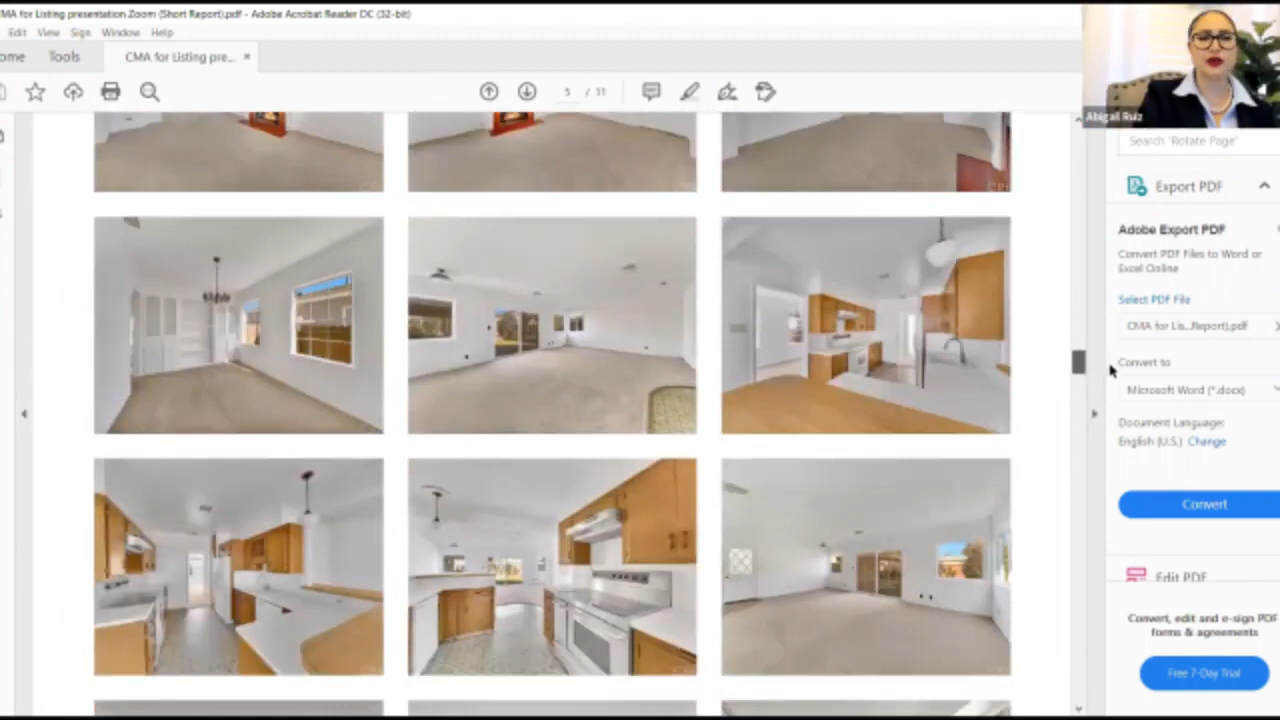 CMA for Listing presentation Zoom (Short Report).pdf - Adobe Acrobat Reader DC (32-bit)
Edit View Sign Window Help
ome Tools CMA for Listing pre... ×
5 / 11
Abigail Ruiz
Search 'Rotate Page'
Export PDF
Adobe Export PDF
Convert PDF Files to Word or
Excel Online
Select PDF File
CMA for Lis...Report).pdf
Convert to
Microsoft Word (*.docx)
Document Language:
English (U.S.) Change
Convert
Edit PDF
Convert, edit and e-sign PDF
forms & agreements
Free 7-Day Trial